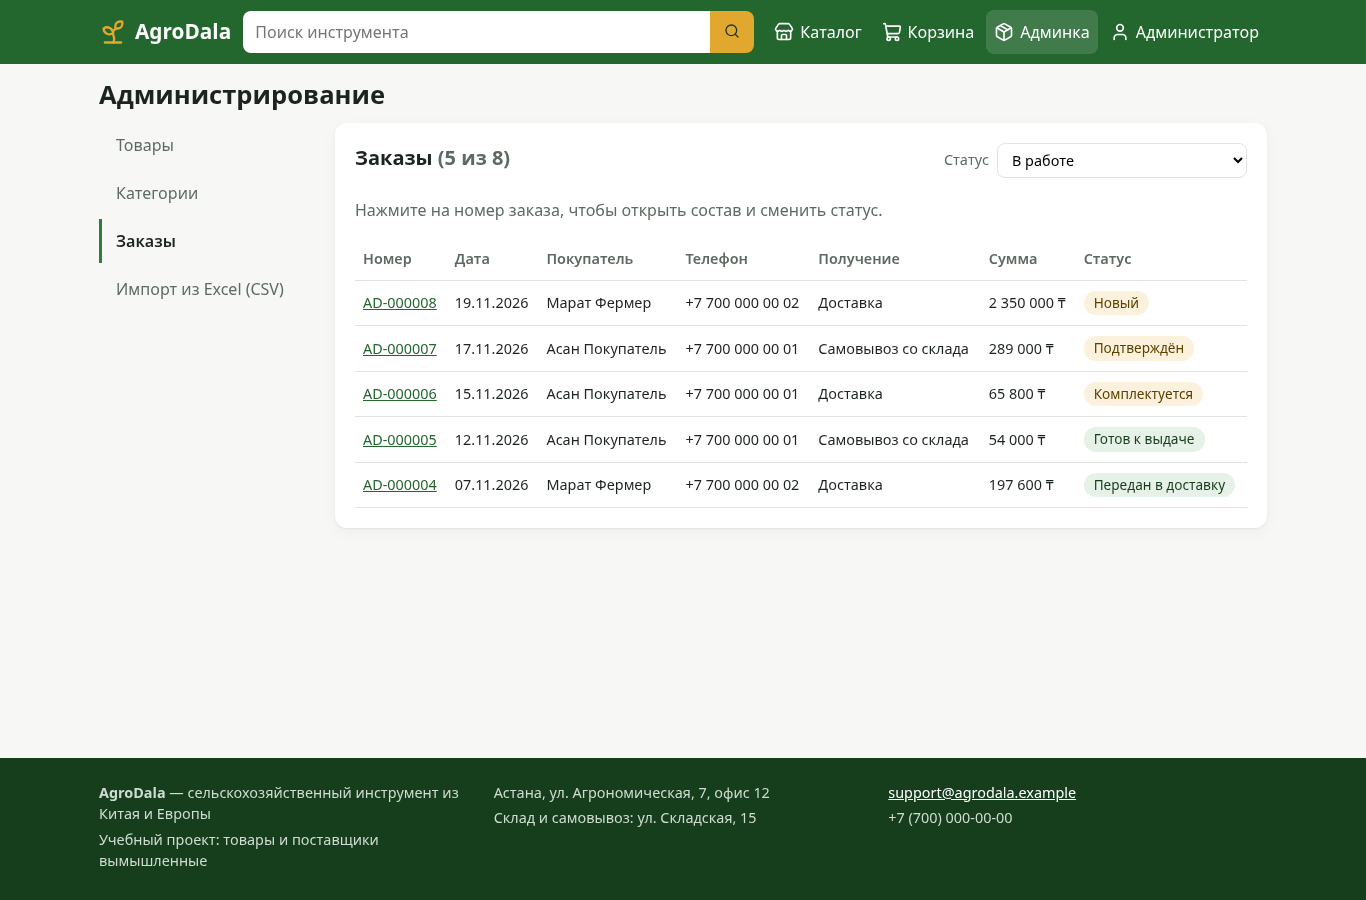 AgroDala
Поиск инструмента
Каталог
Корзина
Админка
Администратор
Администрирование
Товары
Категории
Заказы
Импорт из Excel (CSV)
Заказы (5 из 8)
Статус
В работе
Нажмите на номер заказа, чтобы открыть состав и сменить статус.
Номер Дата Покупатель Телефон Получение Сумма Статус
AD-000008 19.11.2026 Марат Фермер +7 700 000 00 02 Доставка 2 350 000 ₸ Новый
AD-000007 17.11.2026 Асан Покупатель +7 700 000 00 01 Самовывоз со склада 289 000 ₸ Подтверждён
AD-000006 15.11.2026 Асан Покупатель +7 700 000 00 01 Доставка 65 800 ₸ Комплектуется
AD-000005 12.11.2026 Асан Покупатель +7 700 000 00 01 Самовывоз со склада 54 000 ₸ Готов к выдаче
AD-000004 07.11.2026 Марат Фермер +7 700 000 00 02 Доставка 197 600 ₸ Передан в доставку
AgroDala — сельскохозяйственный инструмент из
Китая и Европы
Учебный проект: товары и поставщики
вымышленные
Астана, ул. Агрономическая, 7, офис 12
Склад и самовывоз: ул. Складская, 15
support@agrodala.example
+7 (700) 000-00-00